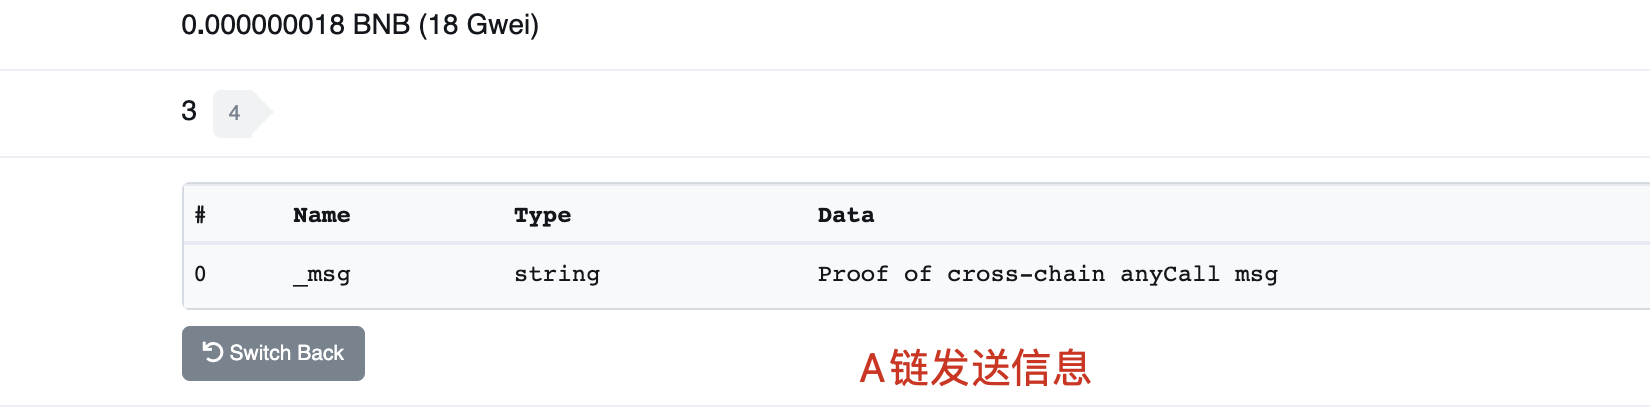 0.000000018 BNB (18 Gwei)
3 4
# Name Type Data
0 _msg string Proof of cross-chain anyCall msg
Switch Back
A链发送信息